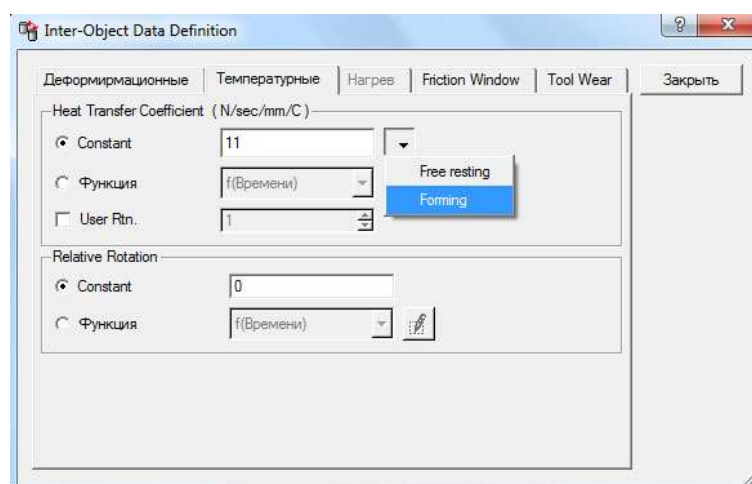 Inter-Object Data Definition
Деформирмационные Температурные Нагрев Friction Window Tool Wear Закрыть
Heat Transfer Coefficient ( N/sec/mm/C )
Constant 11
Free resting
Функция f(Времени)
Forming
User Rtn. 1
Relative Rotation
Constant 0
Функция f(Времени)